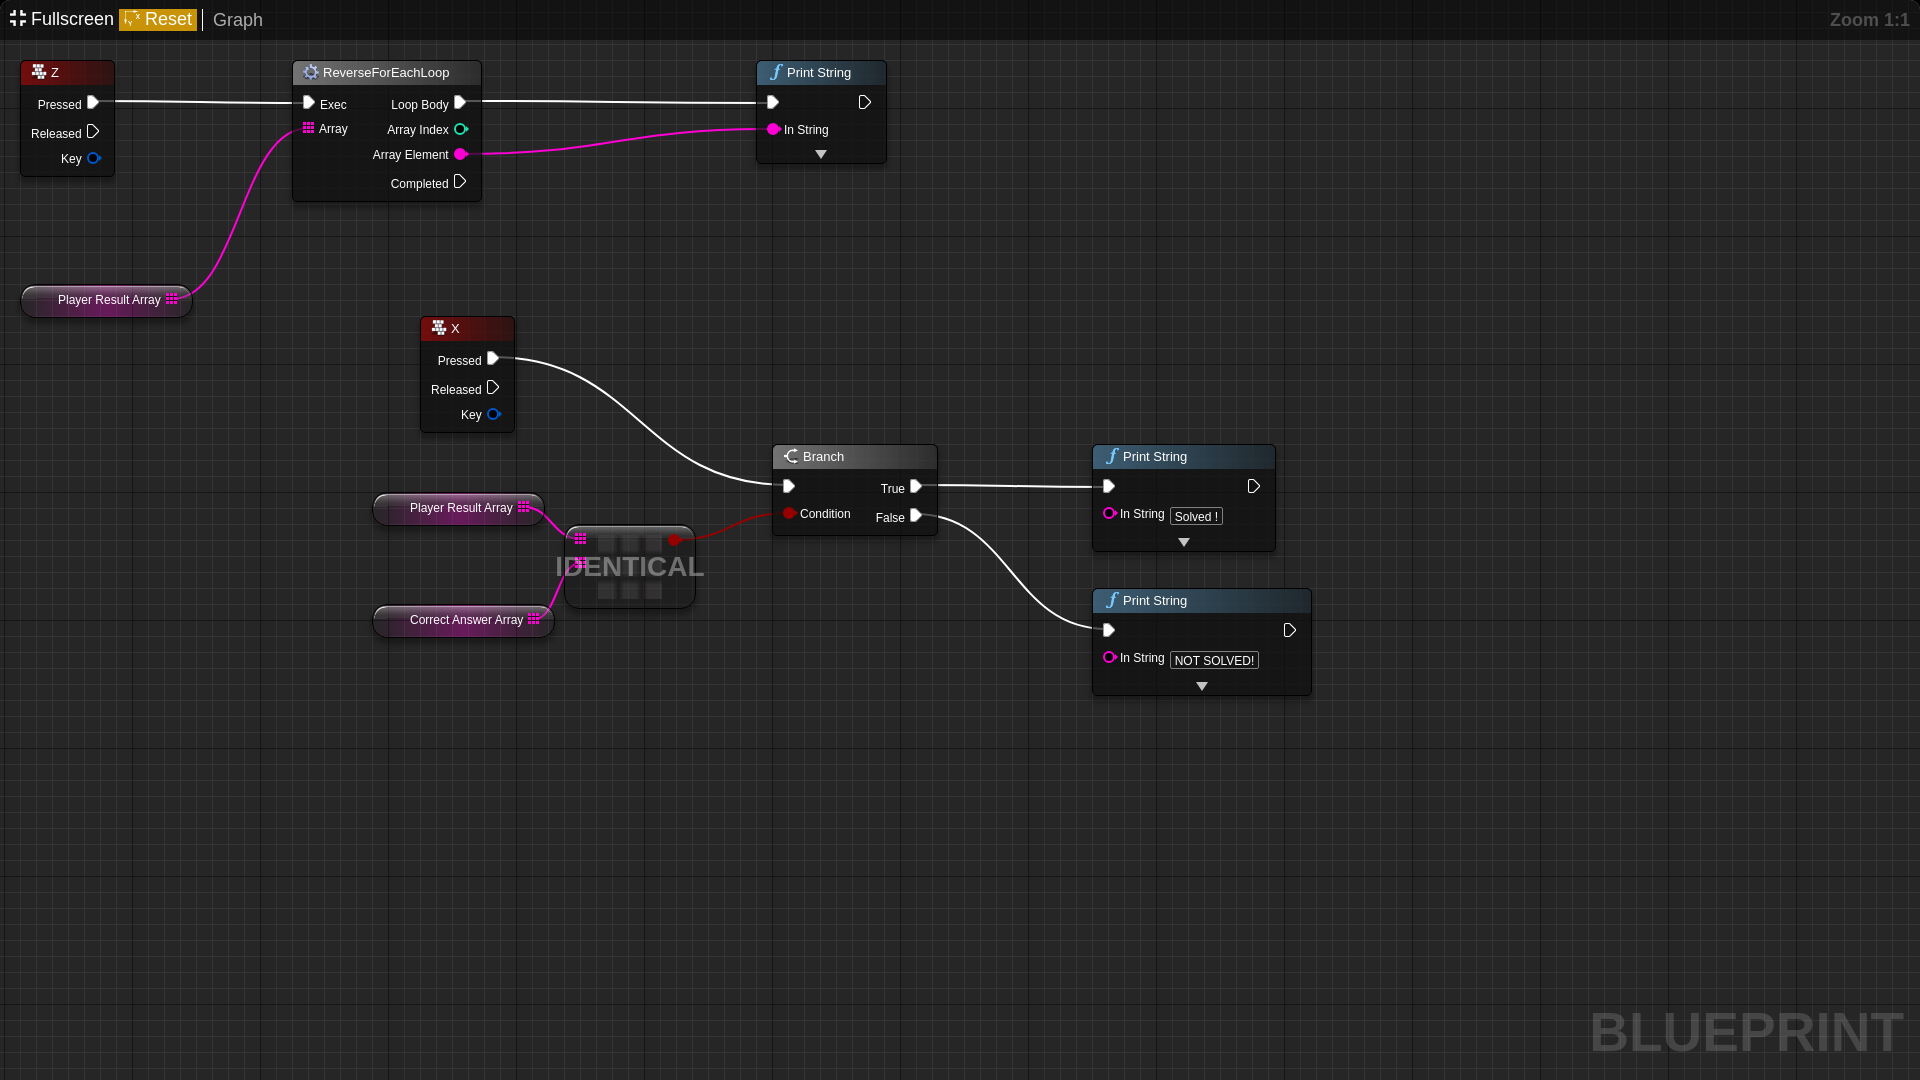 Fullscreen Reset Graph Zoom 1:1
Z
Pressed
Released
Key
ReverseForEachLoop
Exec Loop Body
Array Array Index
Array Element
Completed
Print String
In String
Player Result Array
X
Pressed
Released
Key
Player Result Array
IDENTICAL
Correct Answer Array
Branch
True
Condition False
Print String
In String Solved !
Print String
In String NOT SOLVED!
BLUEPRINT